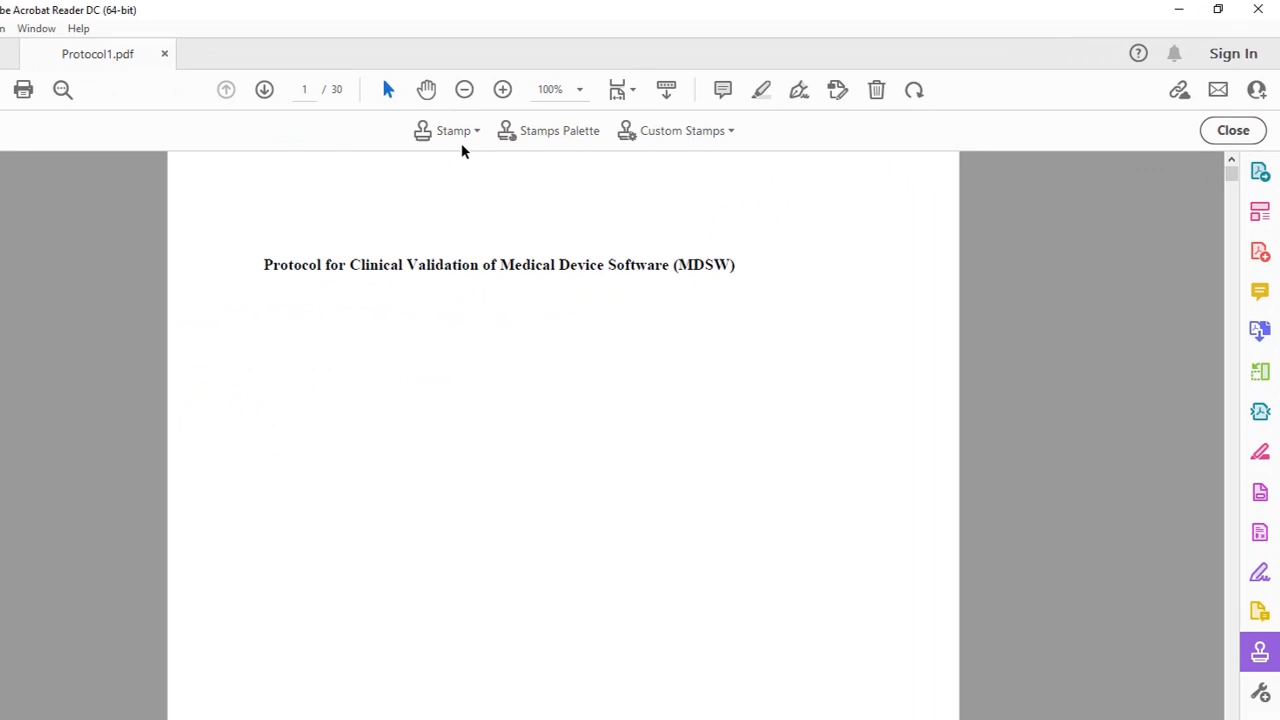 be Acrobat Reader DC (64-bit)
Window Help
Protocol1.pdf
Sign In
1 / 30
100%
Stamp Stamps Palette Custom Stamps
Close
Protocol for Clinical Validation of Medical Device Software (MDSW)